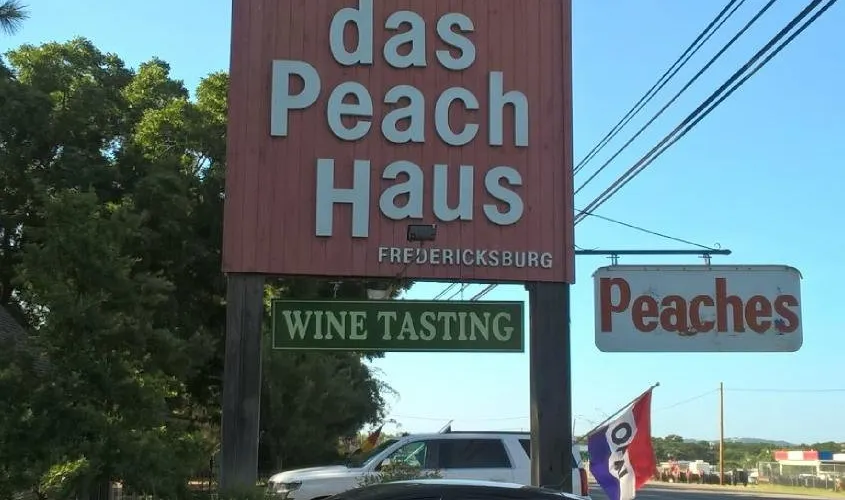 das
Peach
Haus
FREDERICKSBURG
WINE TASTING
Peaches